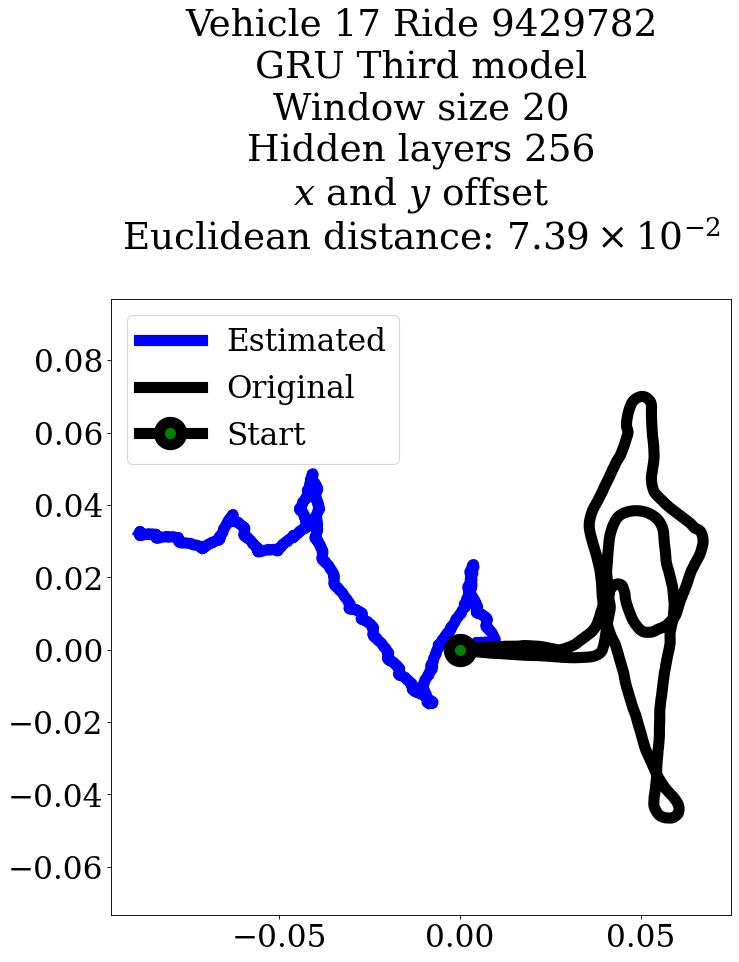 Vehicle 17 Ride 9429782
GRU Third model
Window size 20
Hidden layers 256
x and y offset
Euclidean distance: 7.39 × 10⁻²
Estimated
Original
Start
0.08
0.06
0.04
0.02
0.00
−0.02
−0.04
−0.06
−0.05 0.00 0.05